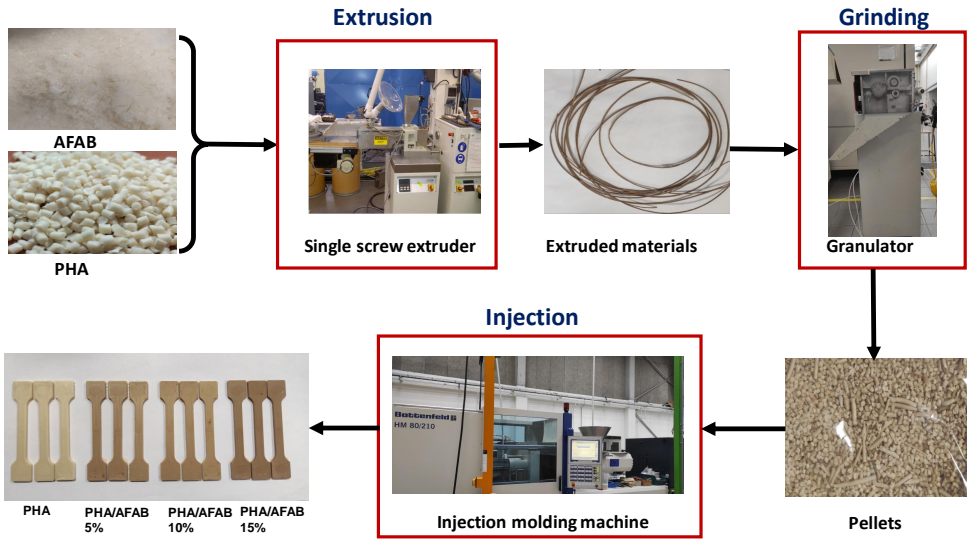 Extrusion
Grinding
AFAB
PHA
Single screw extruder
Extruded materials
Granulator
Injection
Battenfeld
HM 80/210
Injection molding machine
Pellets
PHA
PHA/AFAB
5%
PHA/AFAB
10%
PHA/AFAB
15%